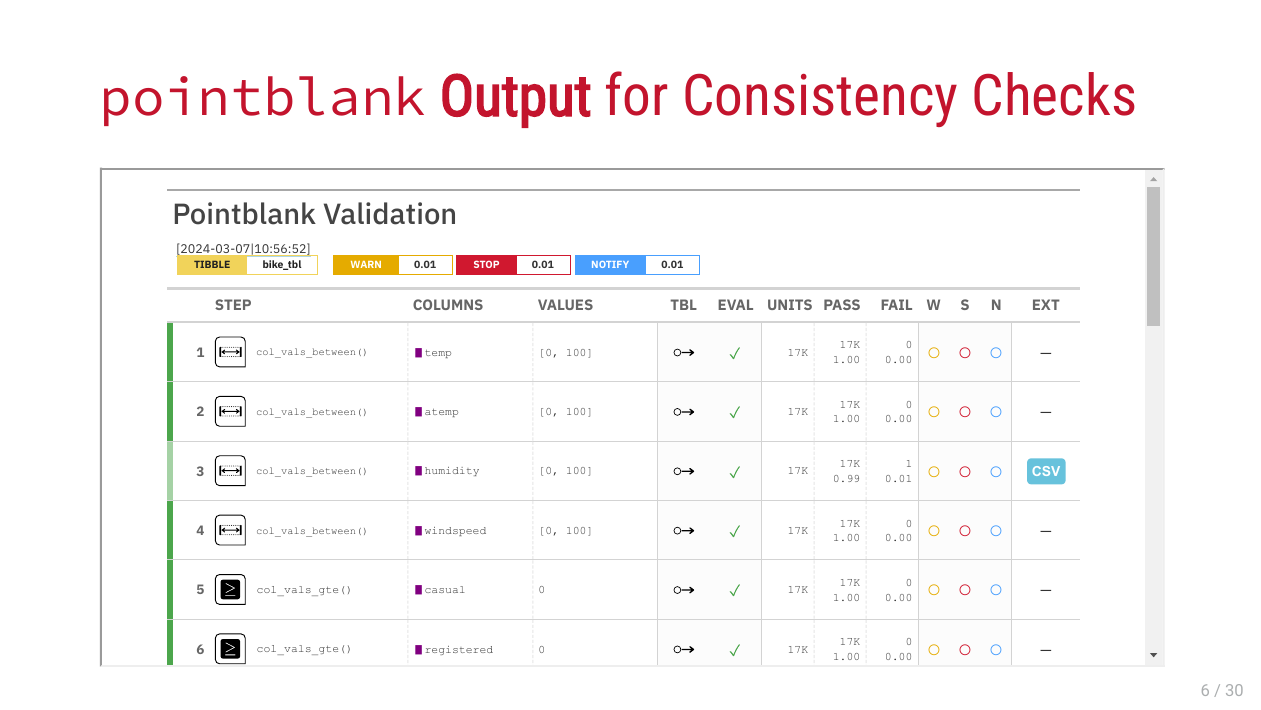 pointblank Output for Consistency Checks
Pointblank Validation
[2024-03-07|10:56:52]
TIBBLE bike_tbl WARN 0.01 STOP 0.01 NOTIFY 0.01
STEP COLUMNS VALUES TBL EVAL UNITS PASS FAIL W S N EXT
1 col_vals_between() temp [0, 100] ✓ 17K 17K 0 —
1.00 0.00
2 col_vals_between() atemp [0, 100] ✓ 17K 17K 0 —
1.00 0.00
3 col_vals_between() humidity [0, 100] ✓ 17K 17K 1 CSV
0.99 0.01
4 col_vals_between() windspeed [0, 100] ✓ 17K 17K 0 —
1.00 0.00
5 ≥ col_vals_gte() casual 0 ✓ 17K 17K 0 —
1.00 0.00
6 ≥ col_vals_gte() registered 0 ✓ 17K 17K 0 —
1.00 0.00
6 / 30